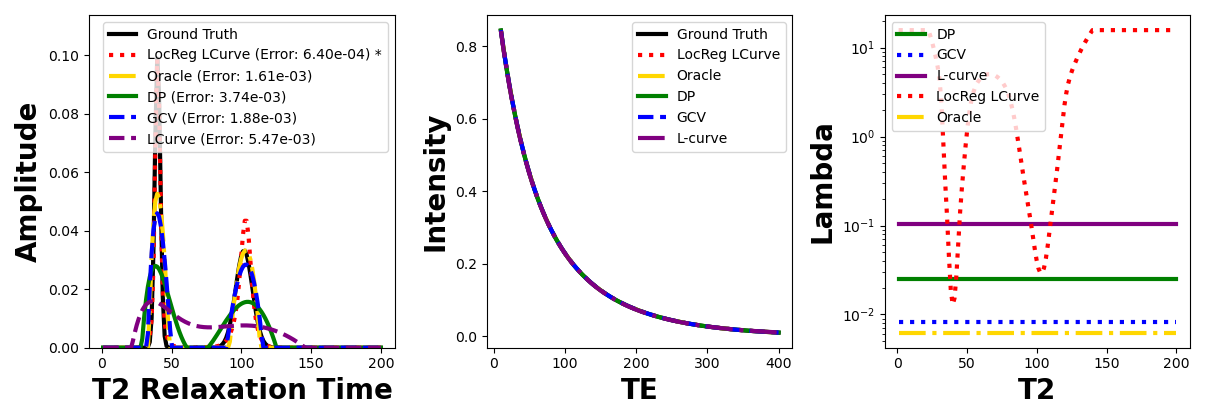 Amplitude
0.10
0.08
0.06
0.04
0.02
0.00
Ground Truth
LocReg LCurve (Error: 6.40e-04) *
Oracle (Error: 1.61e-03)
DP (Error: 3.74e-03)
GCV (Error: 1.88e-03)
LCurve (Error: 5.47e-03)
0 50 100 150 200
T2 Relaxation Time
Intensity
0.8
0.6
0.4
0.2
0.0
Ground Truth
LocReg LCurve
Oracle
DP
GCV
L-curve
0 100 200 300 400
TE
Lambda
10¹
10⁰
10⁻¹
10⁻²
DP
GCV
L-curve
LocReg LCurve
Oracle
0 50 100 150 200
T2